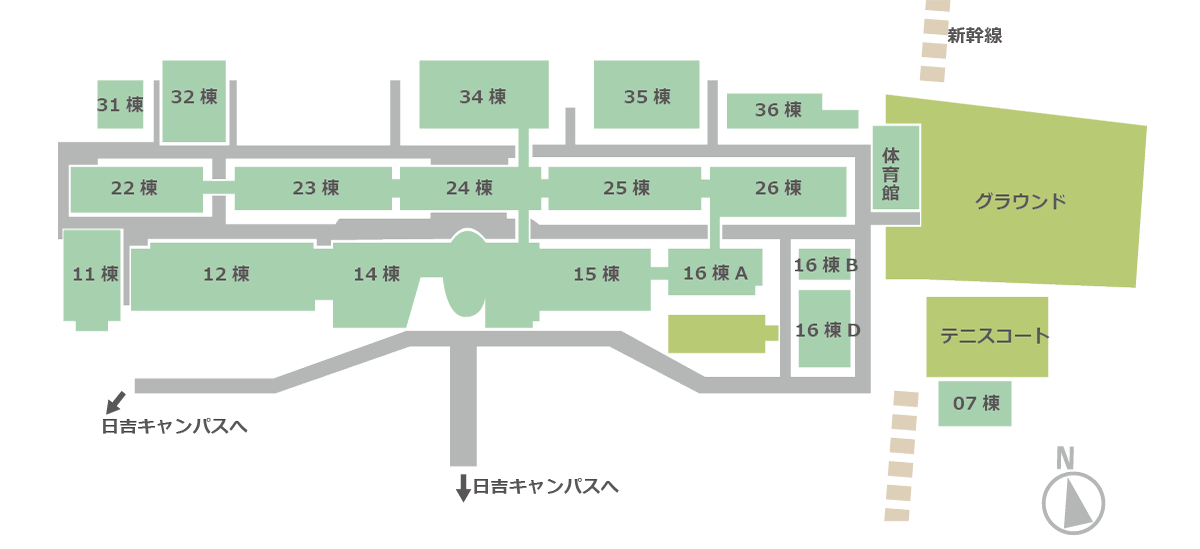 新幹線
31 棟
32 棟
34 棟
35 棟
36 棟
体育館
22 棟
23 棟
24 棟
25 棟
26 棟
グラウンド
11 棟
12 棟
14 棟
15 棟
16 棟 A
16 棟 B
16 棟 D
テニスコート
07 棟
日吉キャンパスへ
日吉キャンパスへ
N